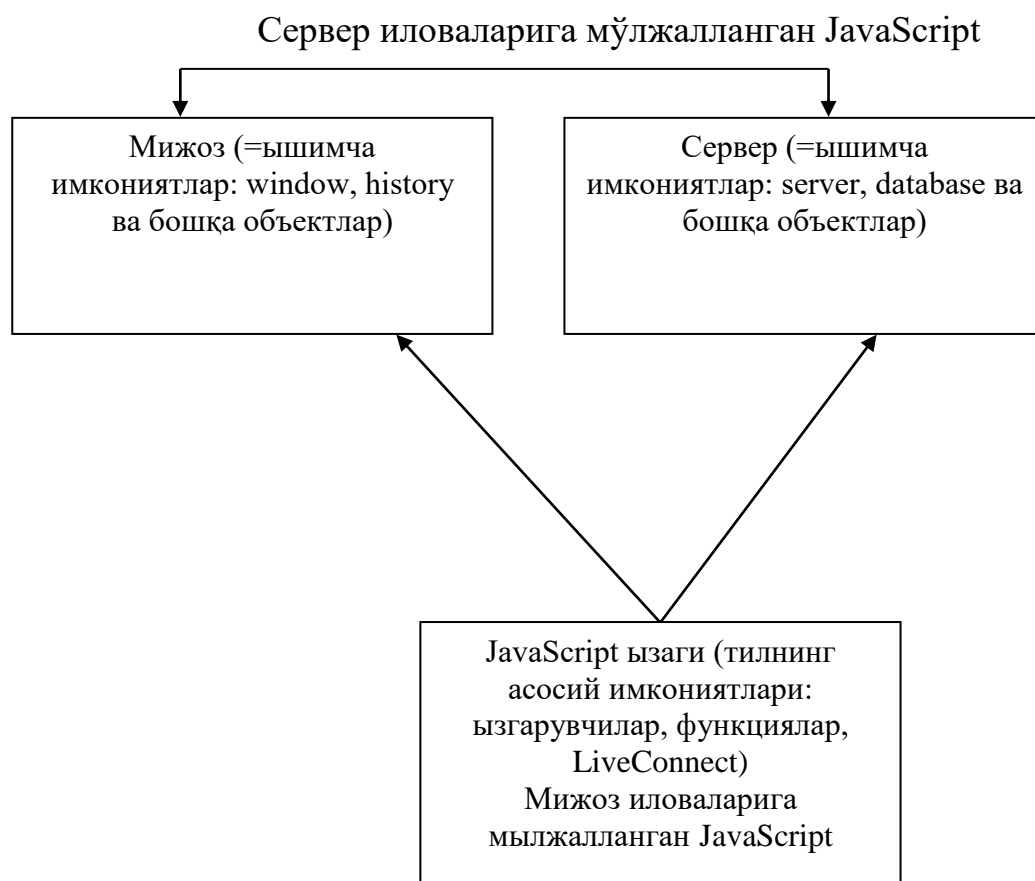 Сервер иловаларига мўлжалланган JavaScript
Мижоз (=ышимча
имкониятлар: window, history
ва бошқа объектлар)
Сервер (=ышимча
имкониятлар: server, database ва
бошқа объектлар)
JavaScript ызаги (тилнинг
асосий имкониятлари:
ызгарувчилар, функциялар,
LiveConnect)
Мижоз иловаларига
мылжалланган JavaScript